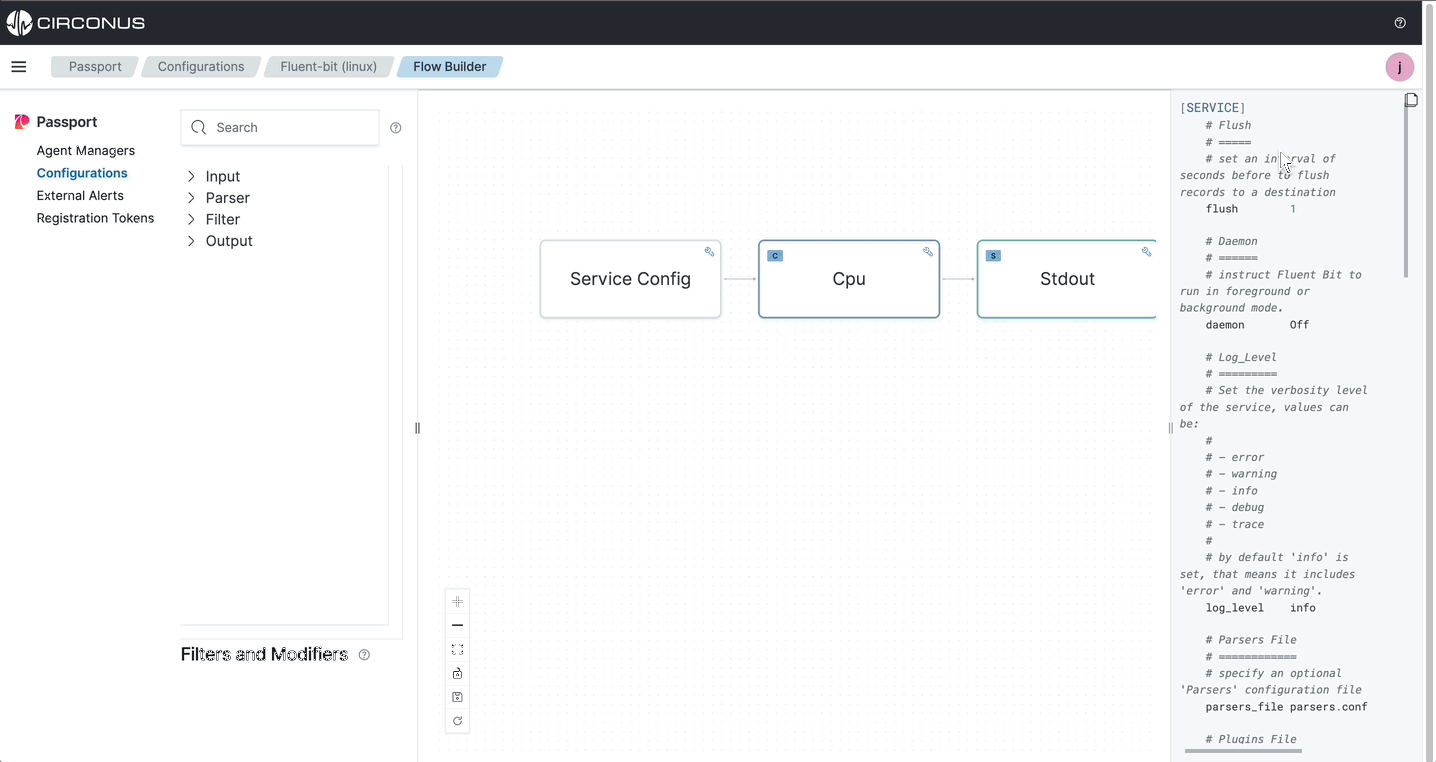 CIRCONUS
Passport
Configurations
Fluent-bit (linux)
Flow Builder
j
Passport
Agent Managers
Configurations
External Alerts
Registration Tokens
Search
Input
Parser
Filter
Output
Filters and Modifiers
Service Config
C
Cpu
S
Stdout
[SERVICE]
# Flush
# =====
# set an interval of
seconds before to flush
records to a destination
flush 1
# Daemon
# ======
# instruct Fluent Bit to
run in foreground or
background mode.
daemon Off
# Log_Level
# =========
# Set the verbosity level
of the service, values can
be:
#
# - error
# - warning
# - info
# - debug
# - trace
#
# by default 'info' is
set, that means it includes
'error' and 'warning'.
log_level info
# Parsers File
# ============
# specify an optional
'Parsers' configuration file
parsers_file parsers.conf
# Plugins File